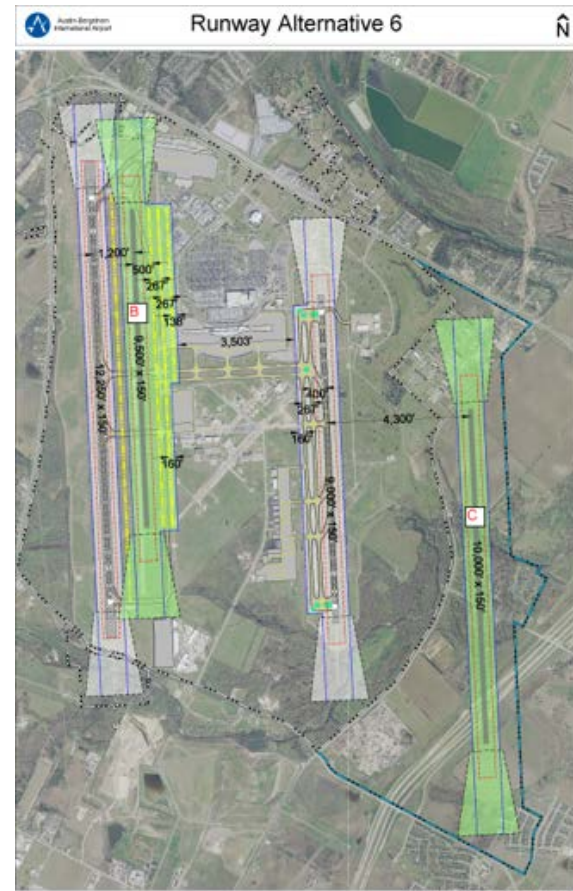 Austin-Bergstrom
International Airport
Runway Alternative 6
N
1,200'
500'
267'
267'
138'
B
9,500' x 150'
12,250' x 150'
3,503'
400'
267'
160'
4,300'
160'
9,000' x 150'
C
10,000' x 150'